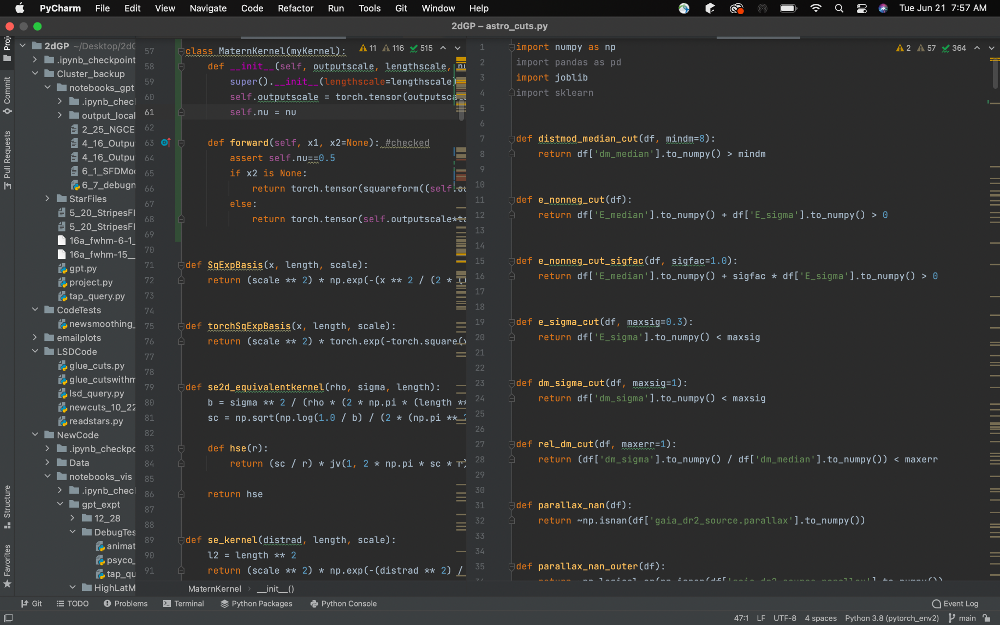 PyCharm File Edit View Navigate Code Refactor Run Tools Git Window Help Tue Jun 21 7:57 AM
2dGP – astro_cuts.py
Commit
Pull Requests
Structure
Favorites
2dGP ~/Desktop/2dG
.ipynb_checkpoint
Cluster_backup
notebooks_gpt
.ipynb_checl
output_local
2_25_NGCE
4_16_Outpu
4_16_Outpu
6_1_SFDMo
6_7_debugn
StarFiles
5_20_StripesFl
5_20_StripesFl
16a_fwhm-6-1_
16a_fwhm-15__
gpt.py
project.py
tap_query.py
CodeTests
newsmoothing_
emailplots
LSDCode
glue_cuts.py
glue_cutswithm
lsd_query.py
newcuts_10_22
readstars.py
NewCode
.ipynb_checkpc
Data
notebooks_vis
.ipynb_checl
gpt_expt
12_28
DebugTes
animat
psyco_
tap_qu
HighLatM
11 116 515
57 class MaternKernel(myKernel):
58 def __init__(self, outputscale, lengthscale, nu
59 super().__init__(lengthscale=lengthscale)
60 self.outputscale = torch.tensor(outputsca
61 self.nu = nu
62
63 def forward(self, x1, x2=None): #checked
64 assert self.nu==0.5
65 if x2 is None:
66 return torch.tensor(squareform((self.ou
67 else:
68 return torch.tensor(self.outputscale*to
69
70
71 def SqExpBasis(x, length, scale):
72 return (scale ** 2) * np.exp(-(x ** 2 / (2 * (
73
74
75 def torchSqExpBasis(x, length, scale):
76 return (scale ** 2) * torch.exp(-torch.square(x
77
78
79 def se2d_equivalentkernel(rho, sigma, length):
80 b = sigma ** 2 / (rho * (2 * np.pi * (length **
81 sc = np.sqrt(np.log(1.0 / b) / (2 * (np.pi ** 2
82
83 def hse(r):
84 return (sc / r) * jv(1, 2 * np.pi * sc * r)
85
86 return hse
87
88
89 def se_kernel(distrad, length, scale):
90 l2 = length ** 2
91 return (scale ** 2) * np.exp(-(distrad ** 2) /
MaternKernel › __init__()
2 57 364
1 import numpy as np
2 import pandas as pd
3 import joblib
4 import sklearn
5
6
7 def distmod_median_cut(df, mindm=8):
8 return df['dm_median'].to_numpy() > mindm
9
10
11 def e_nonneg_cut(df):
12 return df['E_median'].to_numpy() + df['E_sigma'].to_numpy() > 0
13
14
15 def e_nonneg_cut_sigfac(df, sigfac=1.0):
16 return df['E_median'].to_numpy() + sigfac * df['E_sigma'].to_numpy() > 0
17
18
19 def e_sigma_cut(df, maxsig=0.3):
20 return df['E_sigma'].to_numpy() < maxsig
21
22
23 def dm_sigma_cut(df, maxsig=1):
24 return df['dm_sigma'].to_numpy() < maxsig
25
26
27 def rel_dm_cut(df, maxerr=1):
28 return (df['dm_sigma'].to_numpy() / df['dm_median'].to_numpy()) < maxerr
29
30
31 def parallax_nan(df):
32 return ~np.isnan(df['gaia_dr2_source.parallax'].to_numpy())
33
34
35 def parallax_nan_outer(df):
Git TODO Problems Terminal Python Packages Python Console Event Log
47:1 LF UTF-8 4 spaces Python 3.8 (pytorch_env2) main